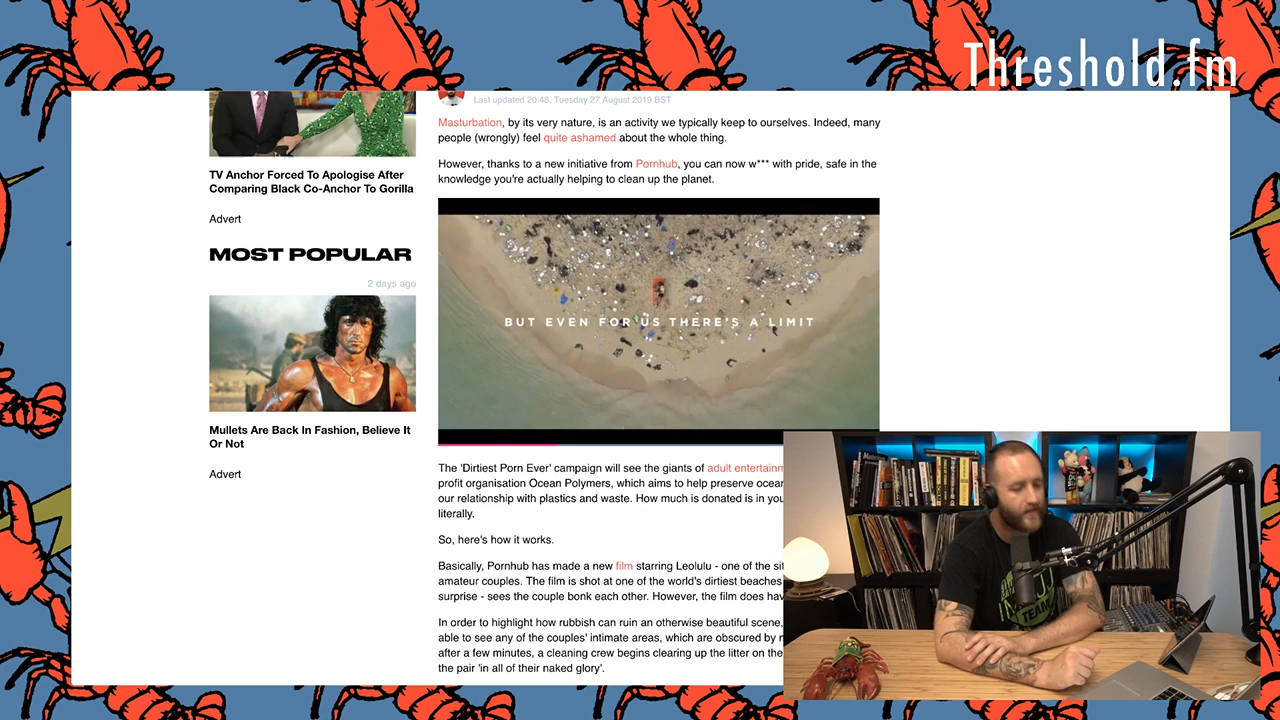 Threshold.fm
Last updated 20:48, Tuesday 27 August 2019 BST
Masturbation, by its very nature, is an activity we typically keep to ourselves. Indeed, many
people (wrongly) feel quite ashamed about the whole thing.
However, thanks to a new initiative from Pornhub, you can now w*** with pride, safe in the
knowledge you're actually helping to clean up the planet.
TV Anchor Forced To Apologise After
Comparing Black Co-Anchor To Gorilla
Advert
MOST POPULAR
2 days ago
Mullets Are Back In Fashion, Believe It
Or Not
Advert
BUT EVEN FOR US THERE'S A LIMIT
The 'Dirtiest Porn Ever' campaign will see the giants of adult entertainm
profit organisation Ocean Polymers, which aims to help preserve ocean
our relationship with plastics and waste. How much is donated is in you
literally.
So, here's how it works.
Basically, Pornhub has made a new film starring Leolulu - one of the sit
amateur couples. The film is shot at one of the world's dirtiest beaches
surprise - sees the couple bonk each other. However, the film does hav
In order to highlight how rubbish can ruin an otherwise beautiful scene,
able to see any of the couples' intimate areas, which are obscured by r
after a few minutes, a cleaning crew begins clearing up the litter on the
the pair 'in all of their naked glory'.
TEAM